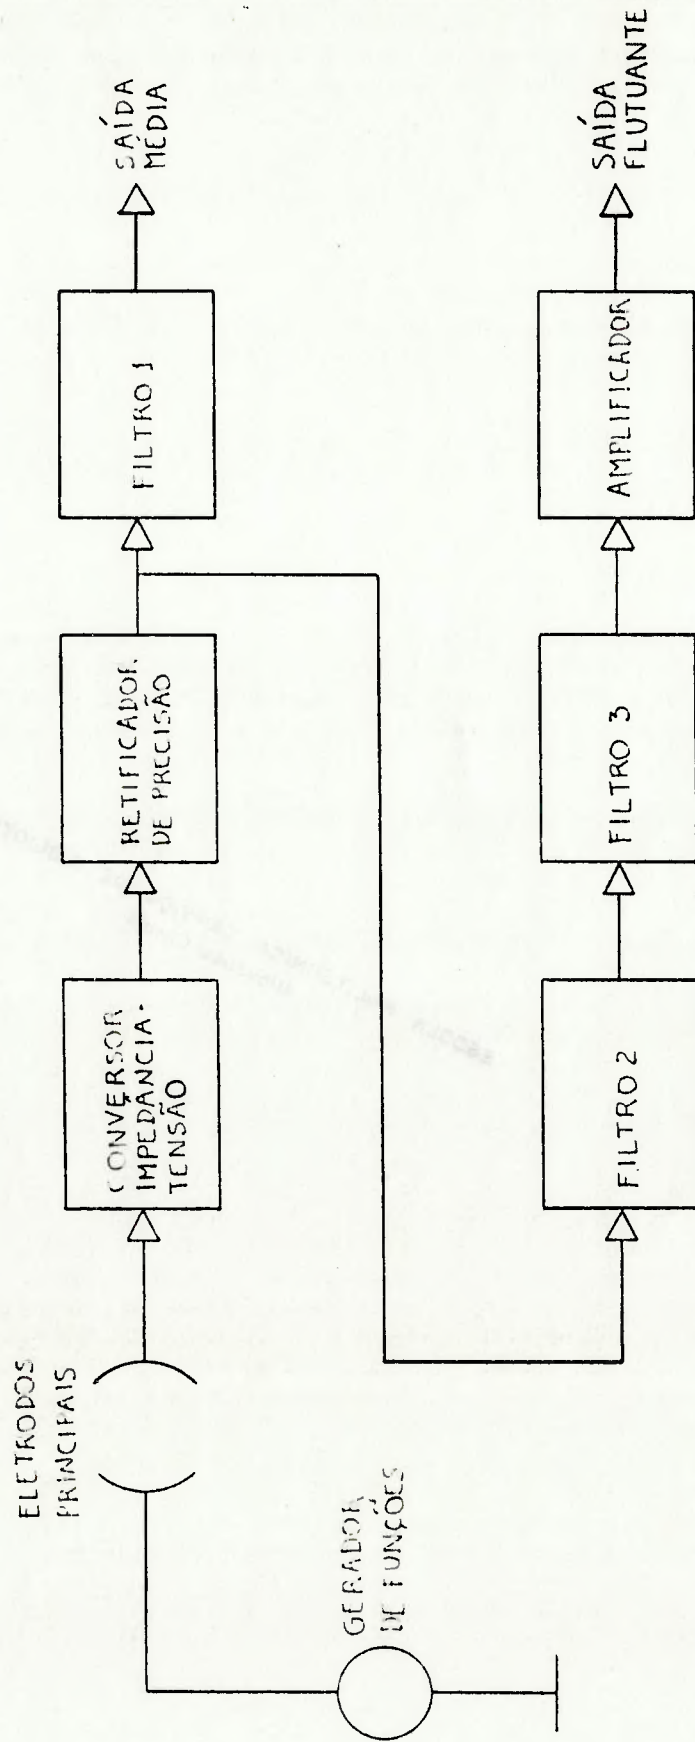 ELETRODOS
PRINCIPAIS
GERADOR
DE FUNÇÕES
CONVERSOR
IMPEDÂNCIA-
TENSÃO
RETIFICADOR
DE PRECISÃO
FILTRO 1
SAÍDA
MÉDIA
FILTRO 2
FILTRO 3
AMPLIFICADOR
SAÍDA
FLUTUANTE